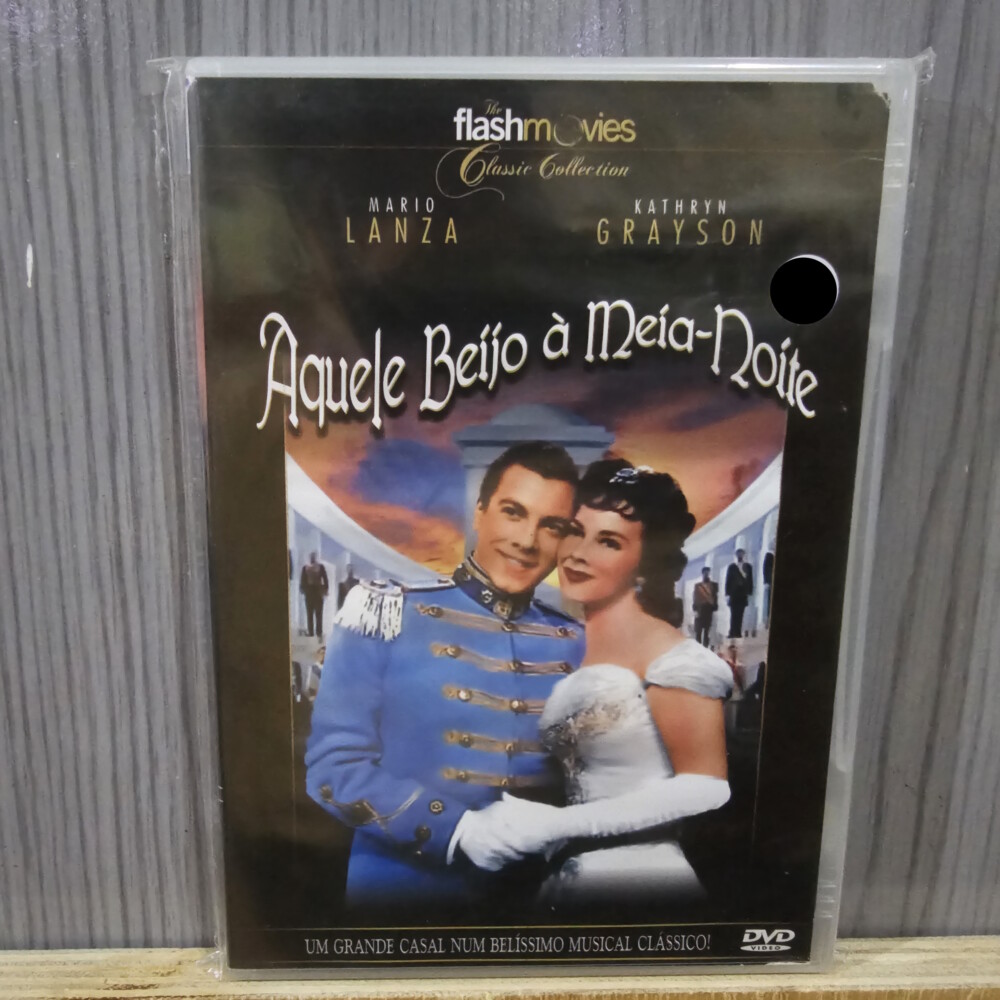 The
flashmovies
Classic Collection
MARIO
LANZA
KATHRYN
GRAYSON
Aquele Beijo à Meia-Noite
UM GRANDE CASAL NUM BELÍSSIMO MUSICAL CLÁSSICO!
DVD
VIDEO